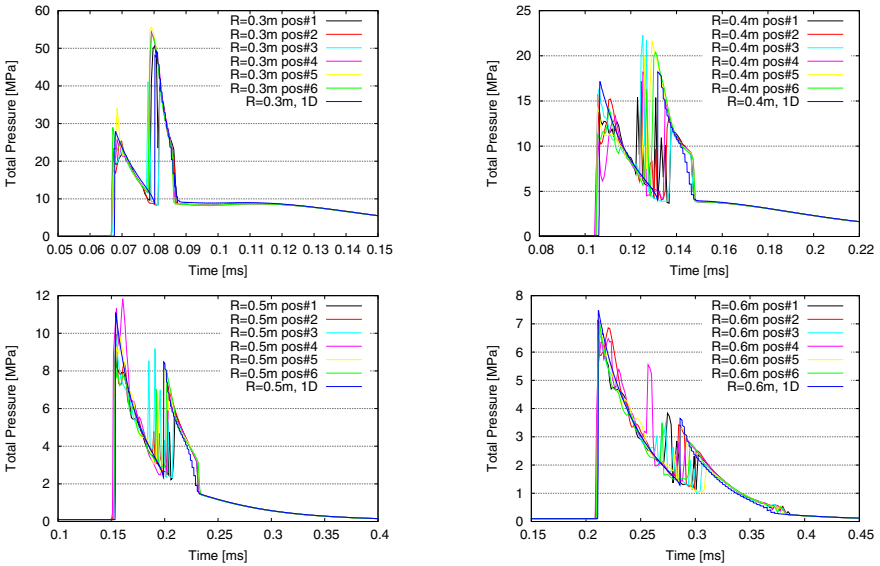 Total Pressure [MPa]
60
50
40
30
20
10
0
R=0.3m pos#1
R=0.3m pos#2
R=0.3m pos#3
R=0.3m pos#4
R=0.3m pos#5
R=0.3m pos#6
R=0.3m, 1D
0.05 0.06 0.07 0.08 0.09 0.1 0.11 0.12 0.13 0.14 0.15
Time [ms]
Total Pressure [MPa]
25
20
15
10
5
0
R=0.4m pos#1
R=0.4m pos#2
R=0.4m pos#3
R=0.4m pos#4
R=0.4m pos#5
R=0.4m pos#6
R=0.4m, 1D
0.08 0.1 0.12 0.14 0.16 0.18 0.2 0.22
Time [ms]
Total Pressure [MPa]
12
10
8
6
4
2
0
R=0.5m pos#1
R=0.5m pos#2
R=0.5m pos#3
R=0.5m pos#4
R=0.5m pos#5
R=0.5m pos#6
R=0.5m, 1D
0.1 0.15 0.2 0.25 0.3 0.35 0.4
Time [ms]
Total Pressure [MPa]
8
7
6
5
4
3
2
1
0
R=0.6m pos#1
R=0.6m pos#2
R=0.6m pos#3
R=0.6m pos#4
R=0.6m pos#5
R=0.6m pos#6
R=0.6m, 1D
0.15 0.2 0.25 0.3 0.35 0.4 0.45
Time [ms]